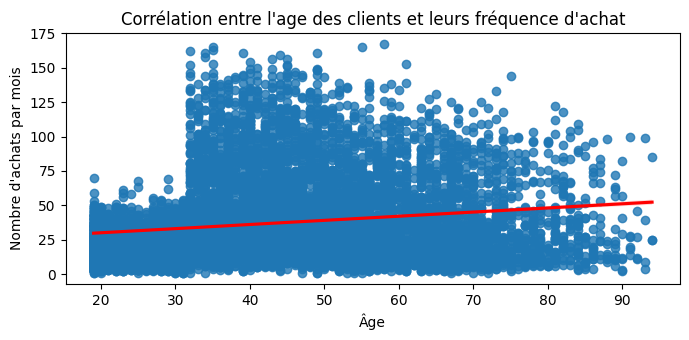 Corrélation entre l'age des clients et leurs fréquence d'achat
Nombre d'achats par mois
175
150
125
100
75
50
25
0
20 30 40 50 60 70 80 90
Âge